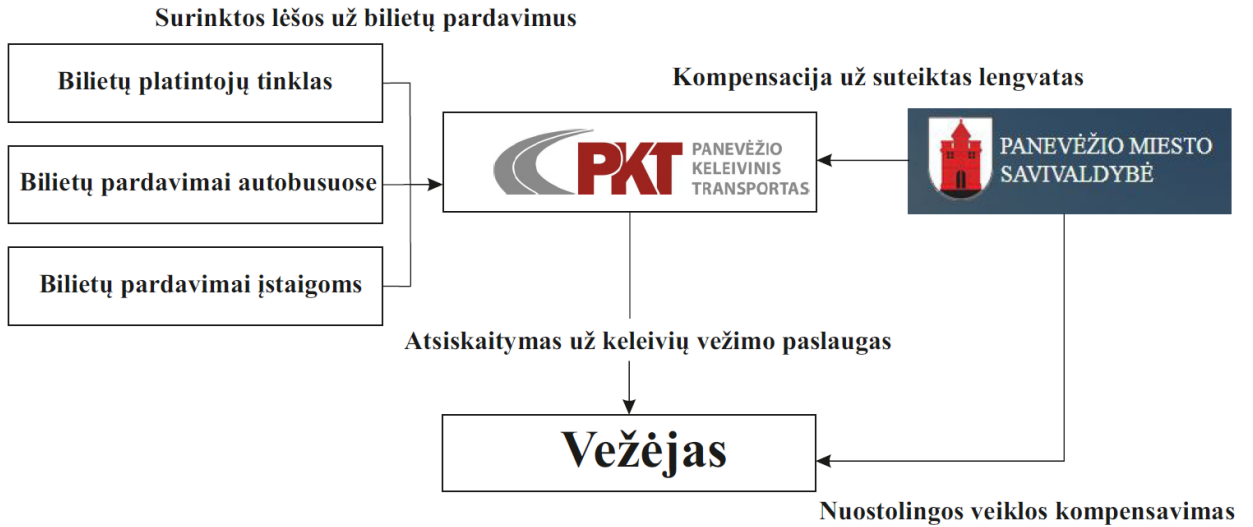 Surinktos lėšos už bilietų pardavimus
Bilietų platintojų tinklas
Kompensacija už suteiktas lengvatas
Bilietų pardavimai autobusuose
PKT
PANEVĖŽIO
KELEIVINIS
TRANSPORTAS
PANEVĖŽIO MIESTO
SAVIVALDYBĖ
Bilietų pardavimai įstaigoms
Atsiskaitymas už keleivių vežimo paslaugas
Vežėjas
Nuostolingos veiklos kompensavimas